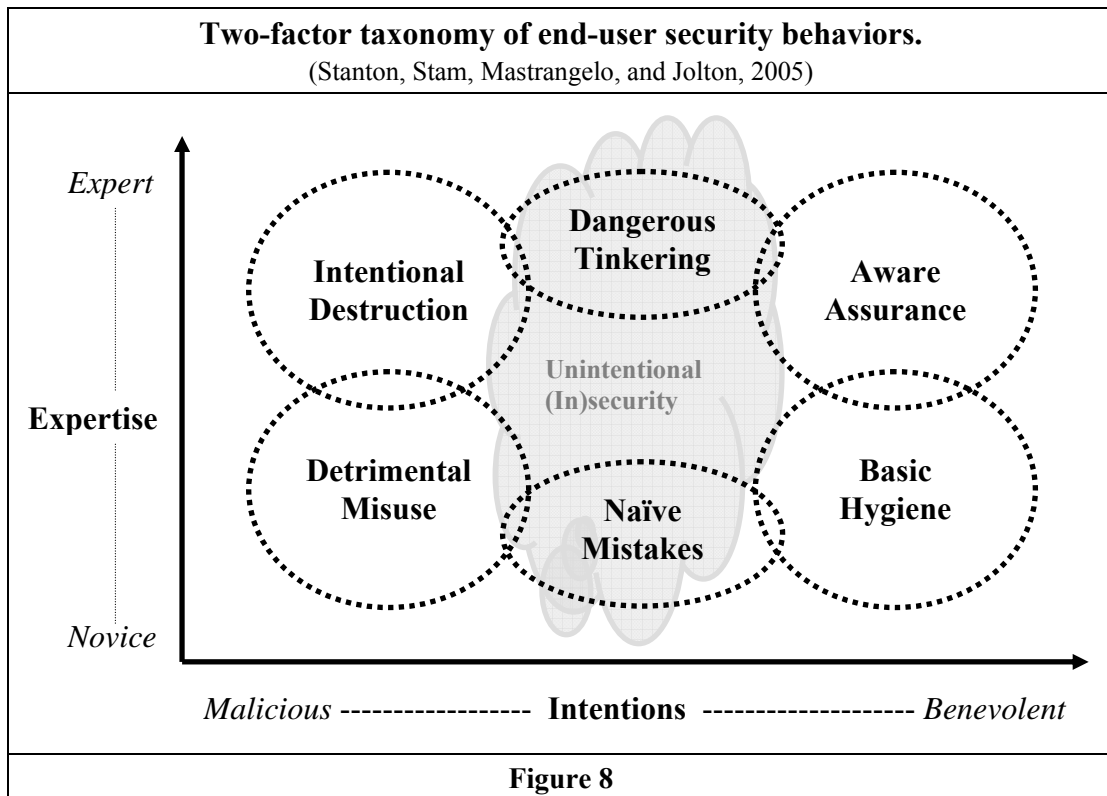 Two-factor taxonomy of end-user security behaviors.
(Stanton, Stam, Mastrangelo, and Jolton, 2005)
Expert
Expertise
Novice
Intentional
Destruction
Dangerous
Tinkering
Aware
Assurance
Unintentional
(In)security
Detrimental
Misuse
Naïve
Mistakes
Basic
Hygiene
Malicious ------------------ Intentions ------------------- Benevolent
Figure 8